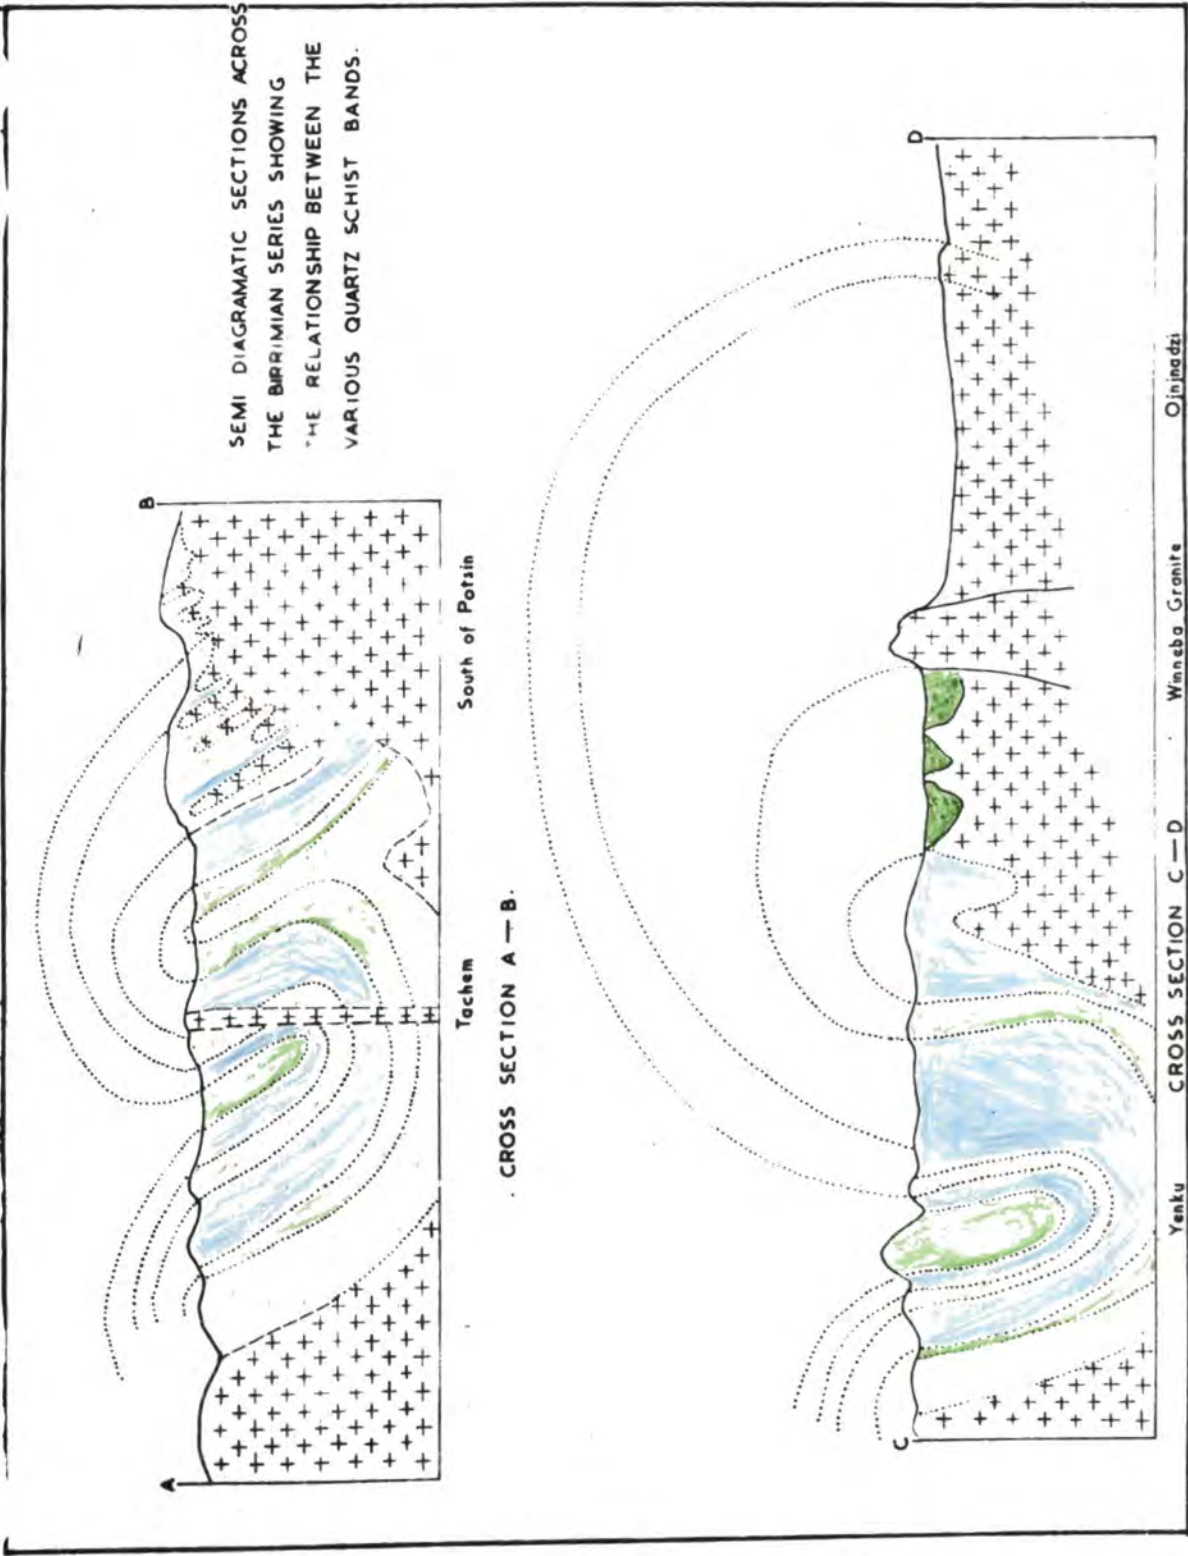 SEMI DIAGRAMATIC SECTIONS ACROSS
THE BIRRIMIAN SERIES SHOWING
THE RELATIONSHIP BETWEEN THE
VARIOUS QUARTZ SCHIST BANDS.
A
B
Tachem
South of Potsin
CROSS SECTION A — B.
C
D
Yenku
Winneba Granite
Ojninadzi
CROSS SECTION C — D